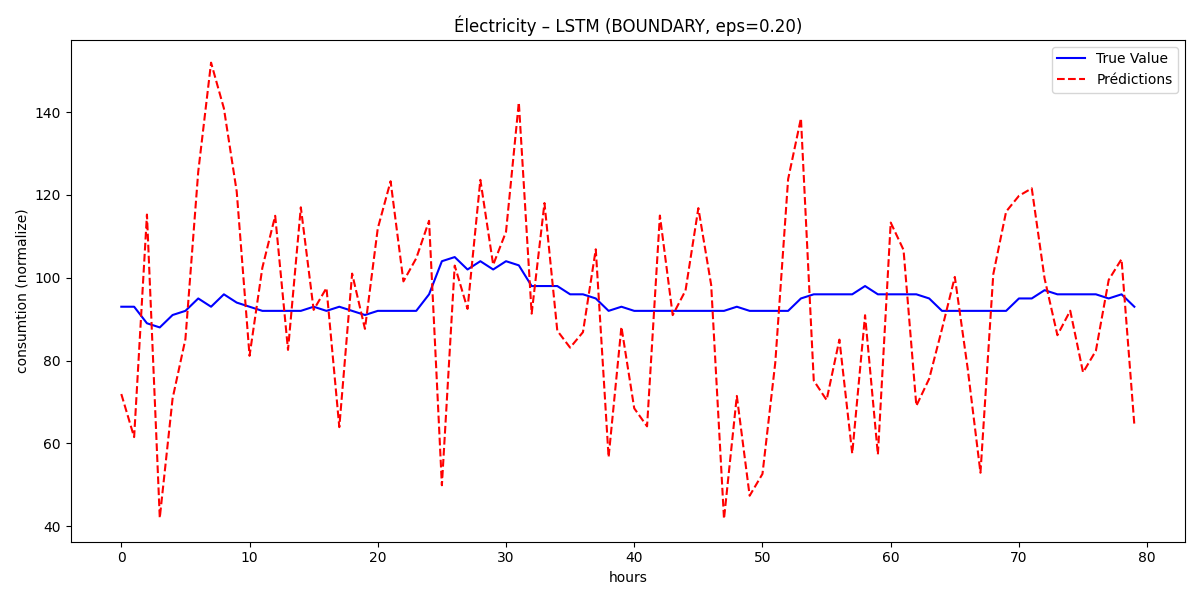 Électricity – LSTM (BOUNDARY, eps=0.20)
True Value
Prédictions
consumtion (normalize)
140
120
100
80
60
40
0 10 20 30 40 50 60 70 80
hours